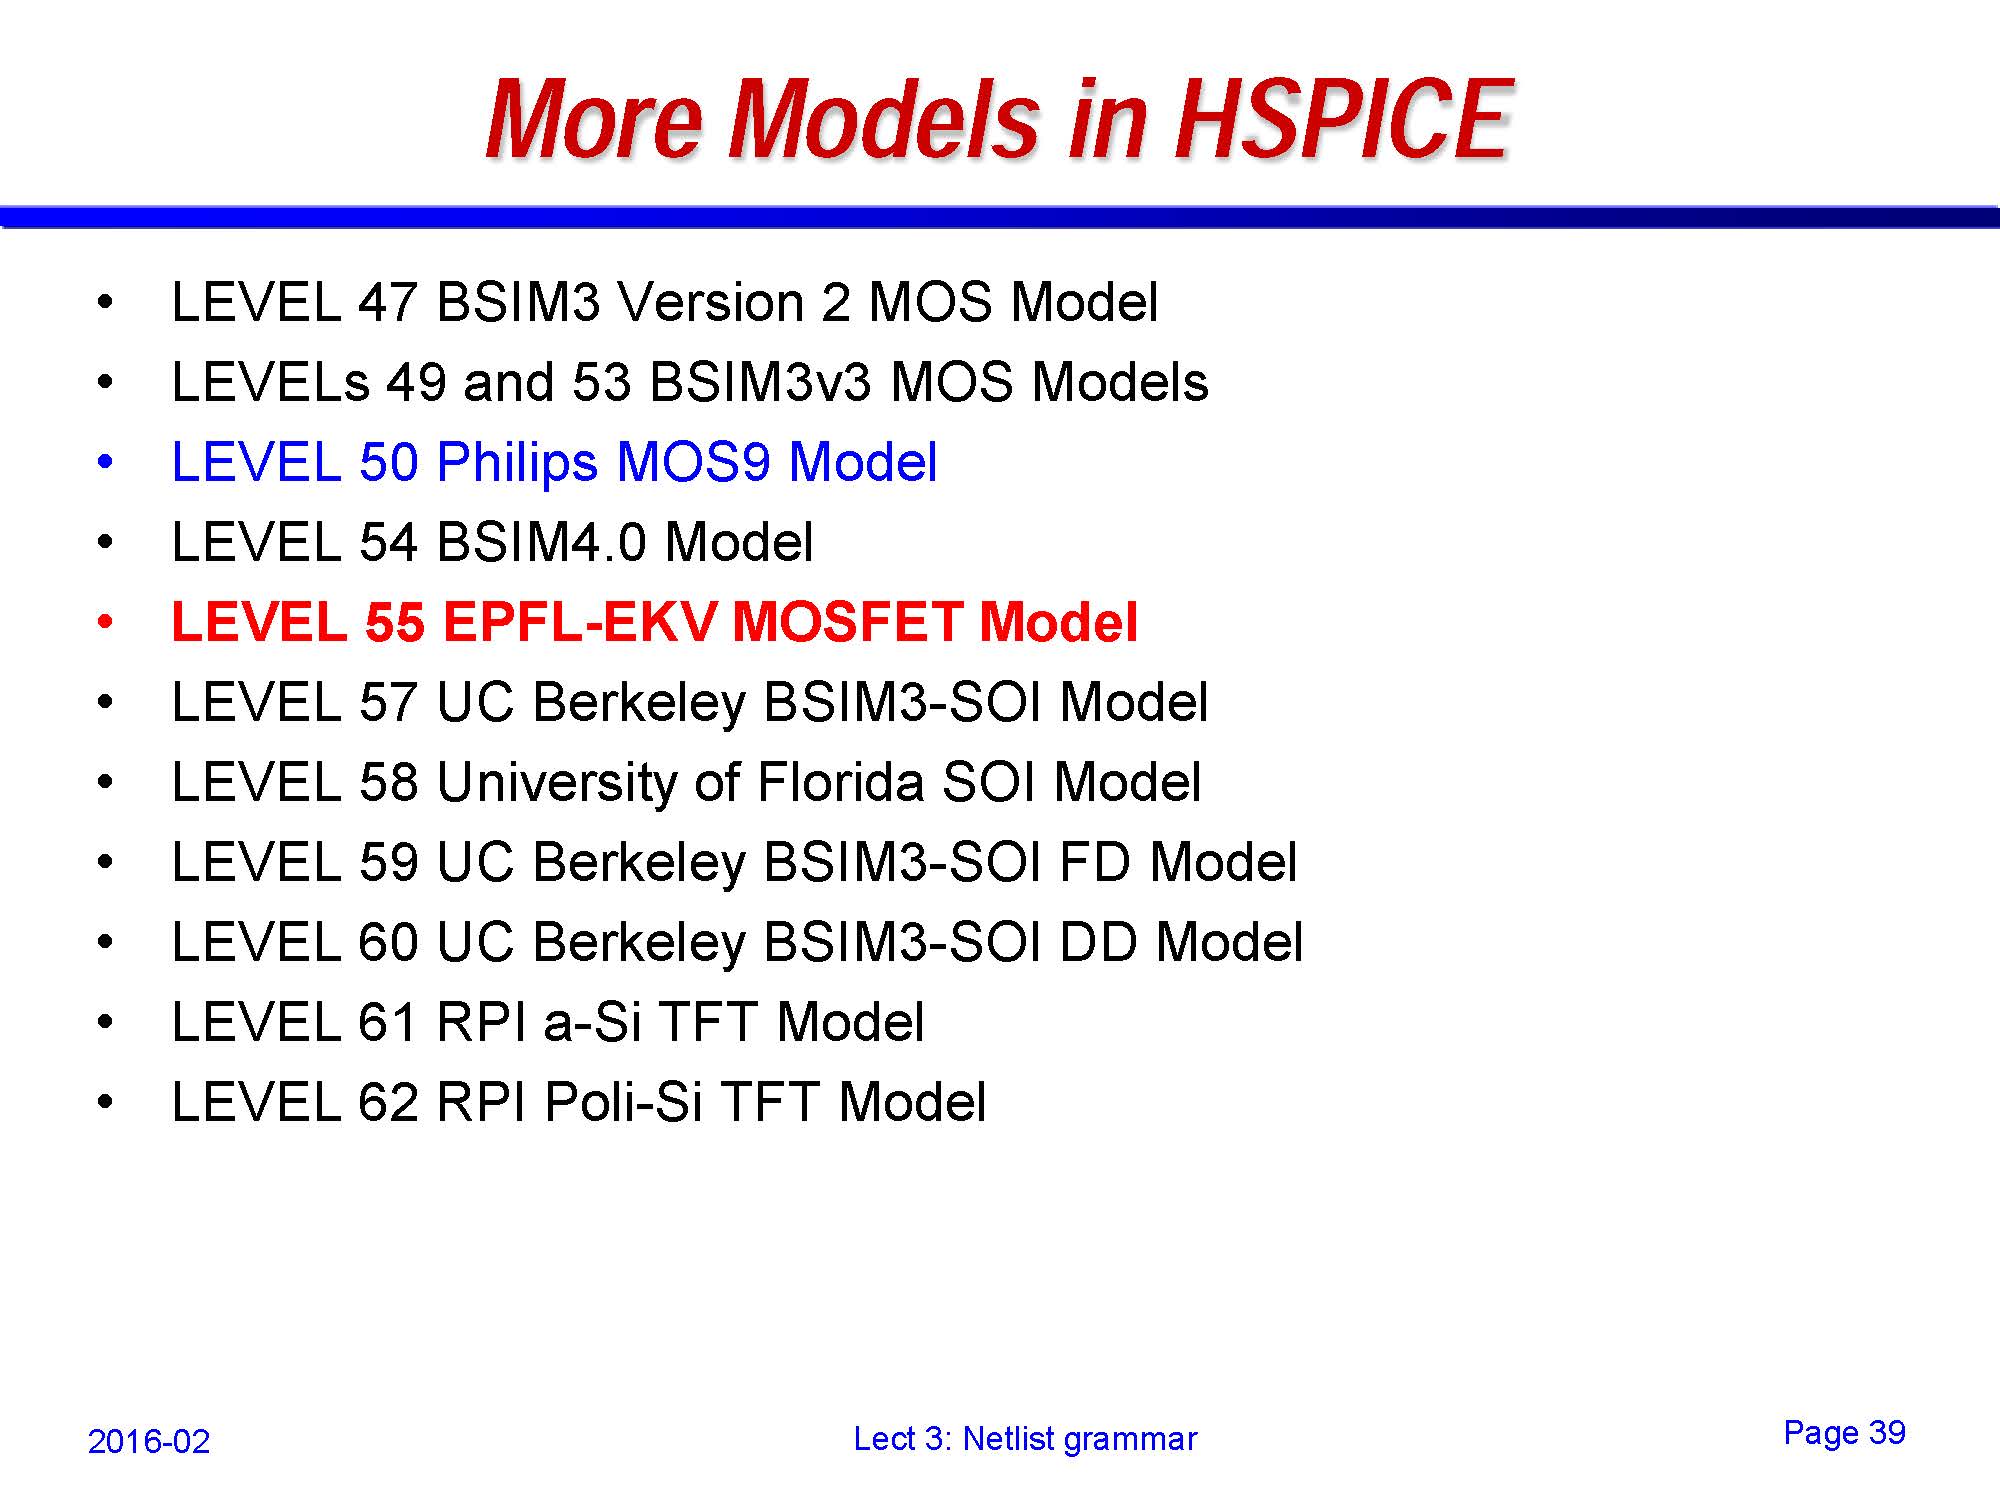 More Models in HSPICE
• LEVEL 47 BSIM3 Version 2 MOS Model
• LEVELs 49 and 53 BSIM3v3 MOS Models
• LEVEL 50 Philips MOS9 Model
• LEVEL 54 BSIM4.0 Model
• LEVEL 55 EPFL-EKV MOSFET Model
• LEVEL 57 UC Berkeley BSIM3-SOI Model
• LEVEL 58 University of Florida SOI Model
• LEVEL 59 UC Berkeley BSIM3-SOI FD Model
• LEVEL 60 UC Berkeley BSIM3-SOI DD Model
• LEVEL 61 RPI a-Si TFT Model
• LEVEL 62 RPI Poli-Si TFT Model
2016-02
Lect 3: Netlist grammar
Page 39